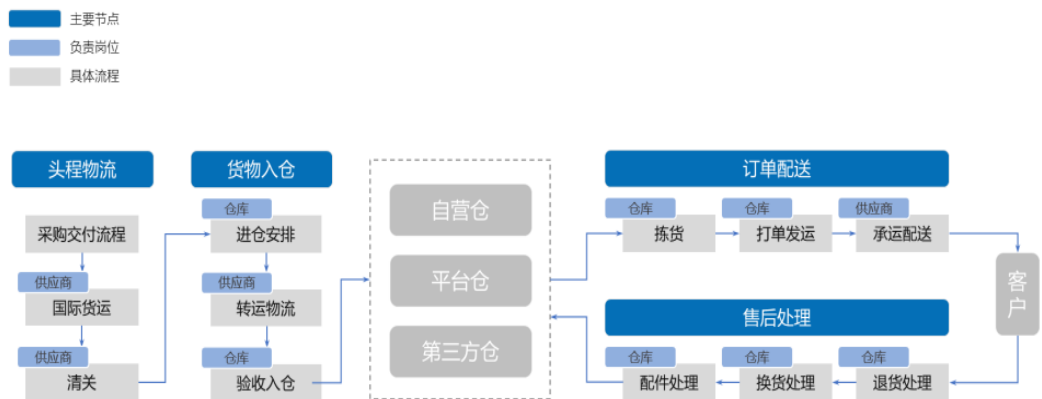 主要节点
负责岗位
具体流程
头程物流
采购交付流程
供应商
国际货运
供应商
清关
货物入仓
仓库
进仓安排
供应商
转运物流
仓库
验收入仓
自营仓
平台仓
第三方仓
订单配送
仓库
拣货
仓库
打单发运
供应商
承运配送
客户
售后处理
仓库
配件处理
仓库
换货处理
仓库
退货处理